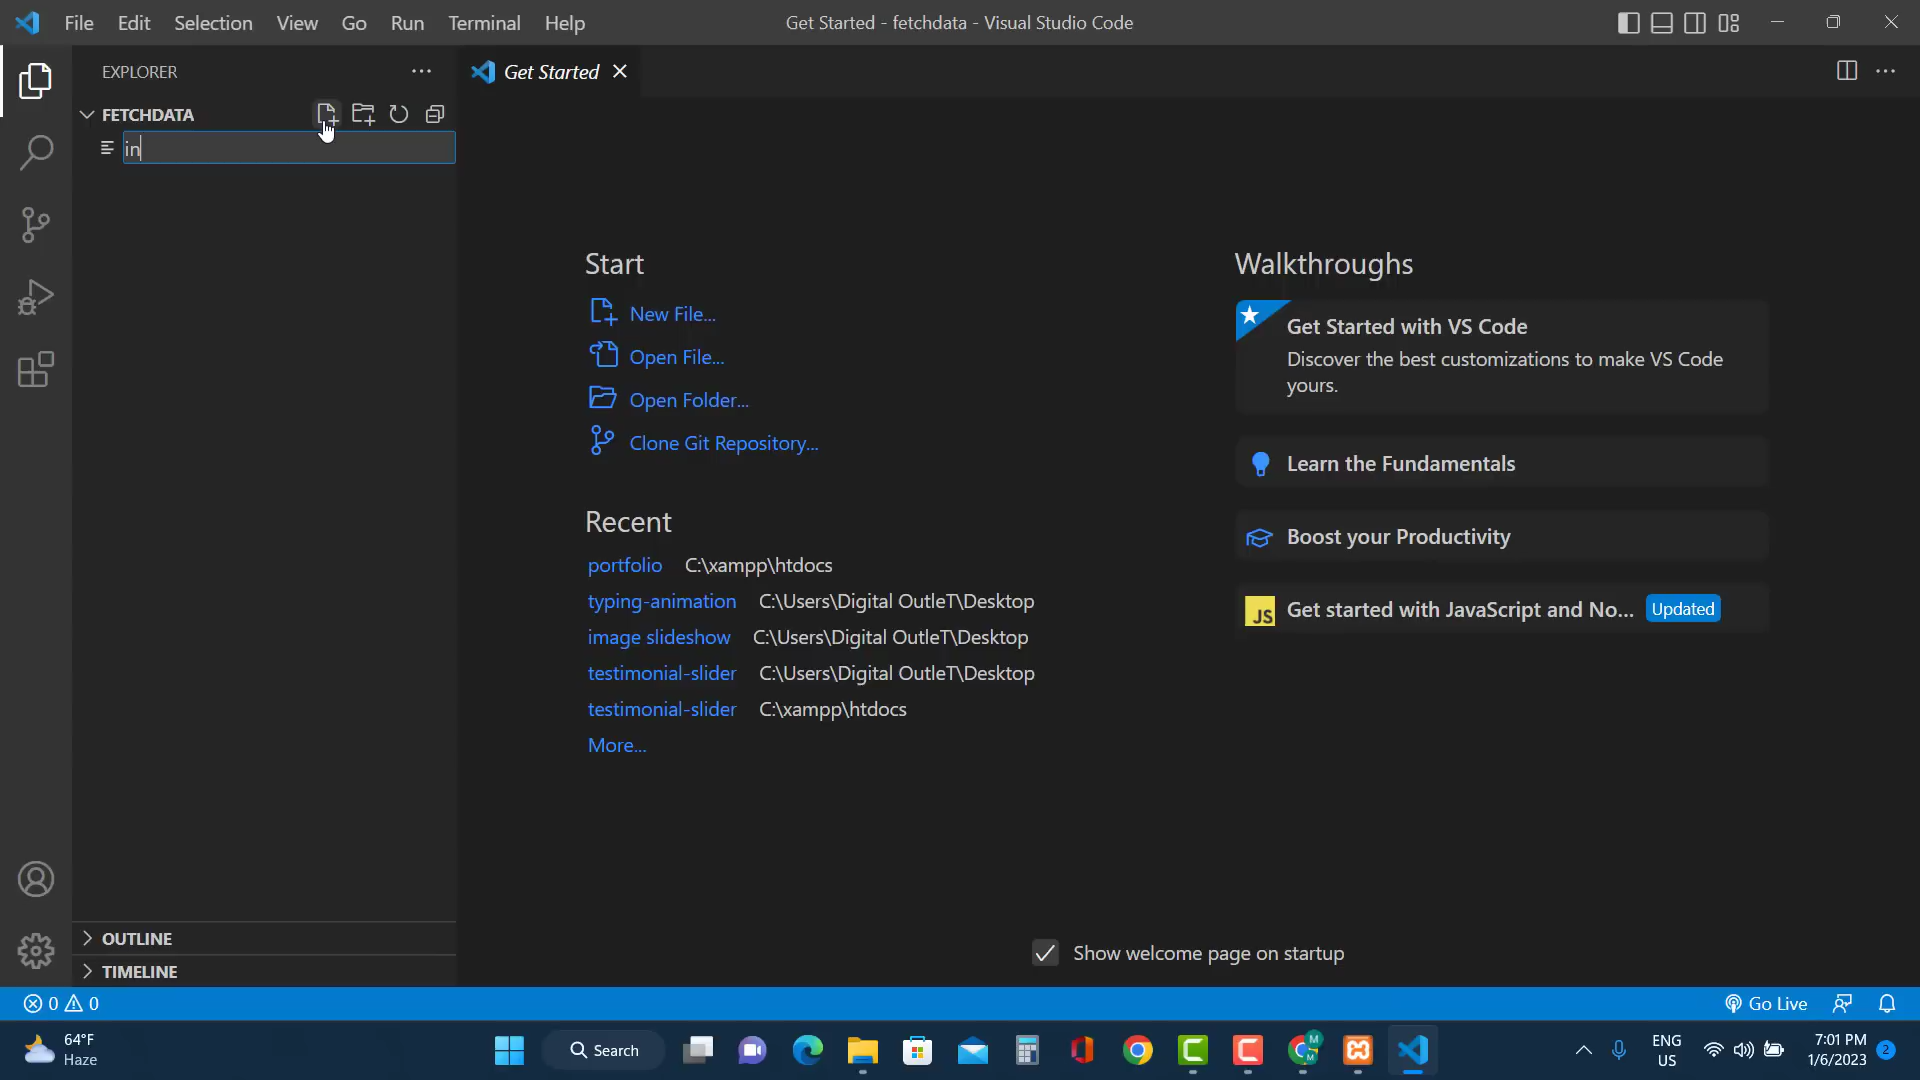 File Edit Selection View Go Run Terminal Help
Get Started - fetchdata - Visual Studio Code
EXPLORER
Get Started
FETCHDATA
in
Start
New File...
Open File...
Open Folder...
Clone Git Repository...
Recent
portfolio C:\xampp\htdocs
typing-animation C:\Users\Digital OutleT\Desktop
image slideshow C:\Users\Digital OutleT\Desktop
testimonial-slider C:\Users\Digital OutleT\Desktop
testimonial-slider C:\xampp\htdocs
More...
Walkthroughs
Get Started with VS Code
Discover the best customizations to make VS Code
yours.
Learn the Fundamentals
Boost your Productivity
JS Get started with JavaScript and No... Updated
OUTLINE
TIMELINE
Show welcome page on startup
0 0
Go Live
64°F
Haze
Search
M
M
ENG
US
7:01 PM
1/6/2023
2